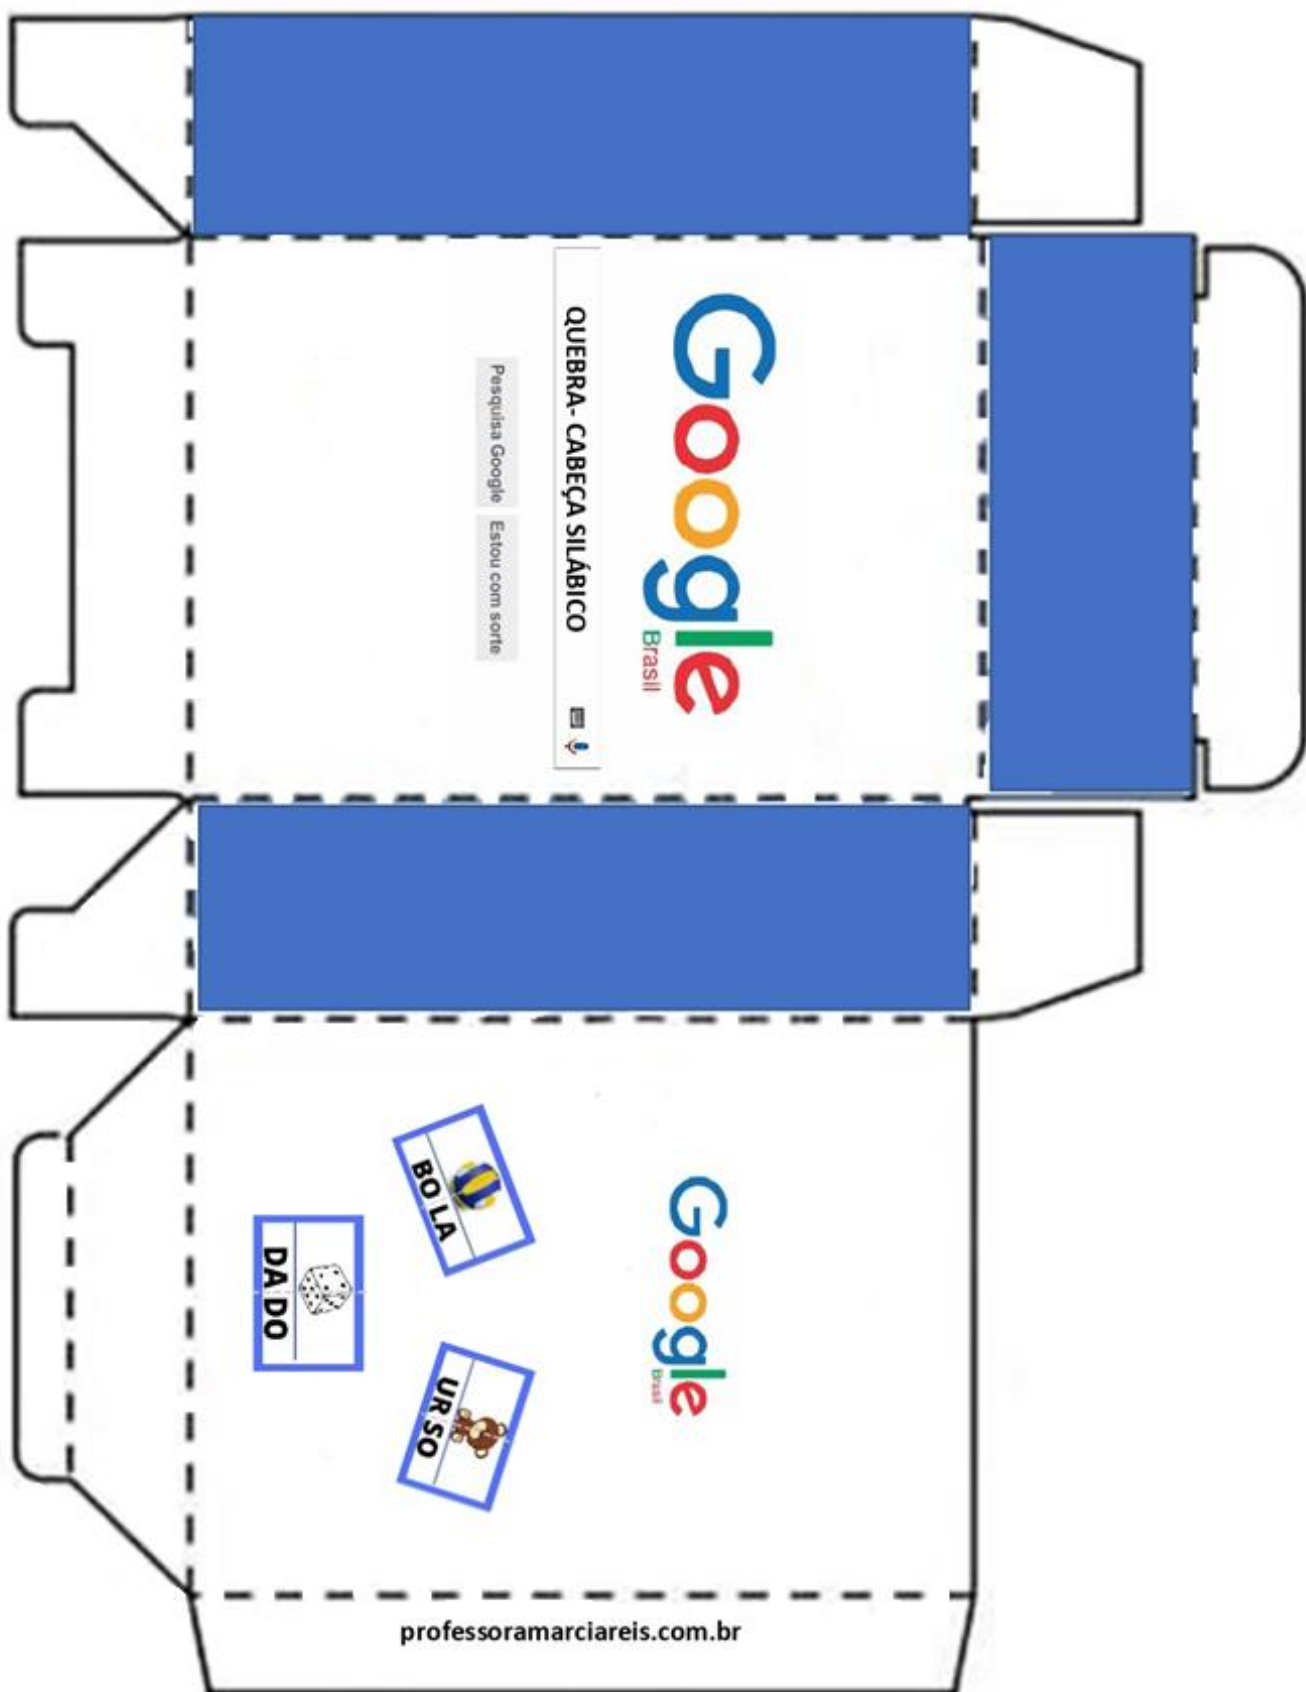 Google
Brasil
QUEBRA- CABEÇA SILÁBICO
Pesquisa Google
Estou com sorte
Google
Brasil
BO LA
UR SO
DA DO
professoramarciareis.com.br